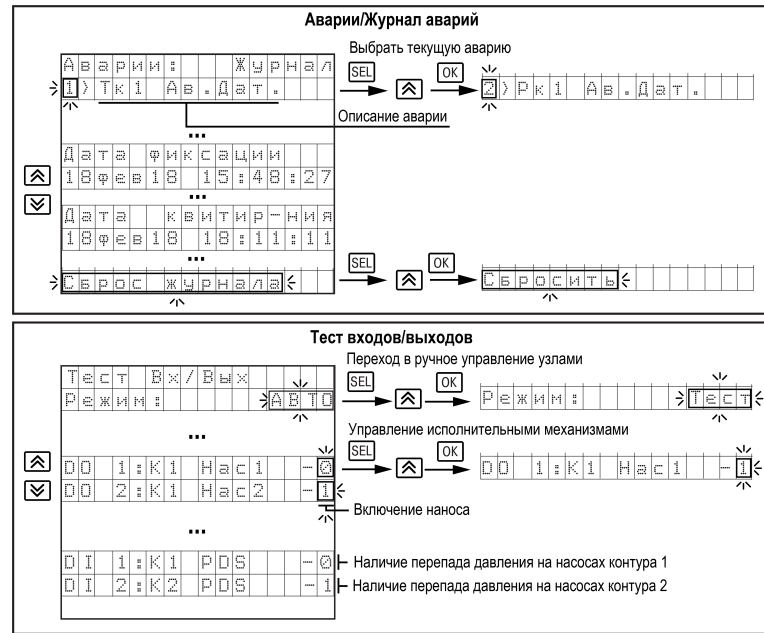 Аварии/Журнал аварий
Выбрать текущую аварию
Аварии: Журнал
SEL OK
1)Тк1 Ав.Дат. 2)Рк1 Ав.Дат.
Описание аварии
...
Дата фиксации
18фев18 15:48:27
...
Дата квитир-ния
18фев18 18:11:11
...
SEL OK
Сброс журнала Сбросить
Тест входов/выходов
Переход в ручное управление узлами
Тест Вх/Вых
SEL OK
Режим: АВТО Режим: Тест
...
Управление исполнительными механизмами
SEL OK
DO 1:К1 Нас1 -0 DO 1:К1 Нас1 -1
DO 2:К1 Нас2 -1
Включение наноса
...
DI 1:К1 PDS -0 Наличие перепада давления на насосах контура 1
DI 2:К2 PDS -1 Наличие перепада давления на насосах контура 2